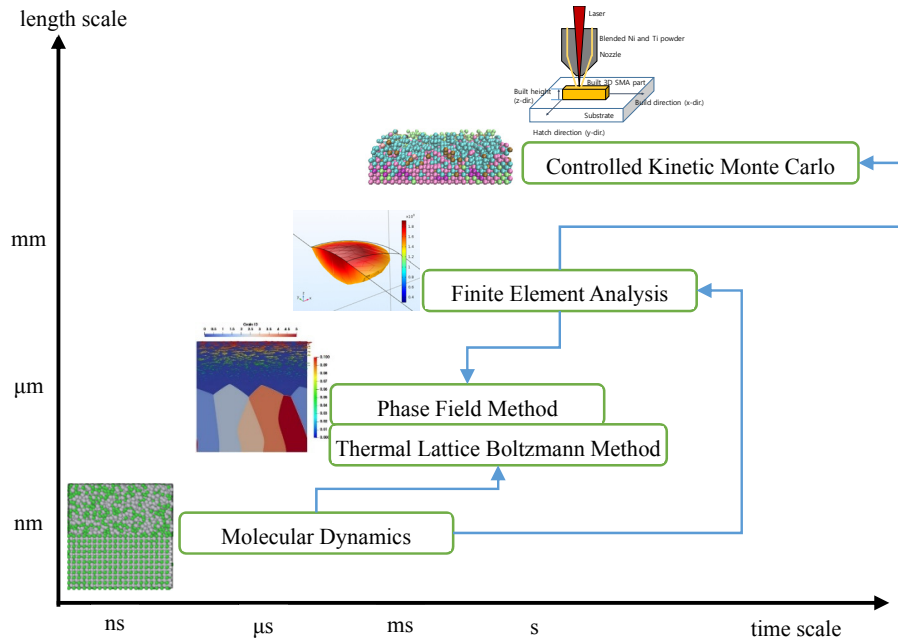 length scale
Laser
Blended Ni and Ti powder
Nozzle
Built 3D SMA part
Built height
(z-dir.)
Build direction (x-dir.)
Substrate
Hatch direction (y-dir.)
Controlled Kinetic Monte Carlo
mm
Finite Element Analysis
μm
Phase Field Method
Thermal Lattice Boltzmann Method
nm
Molecular Dynamics
ns
μs
ms
s
time scale